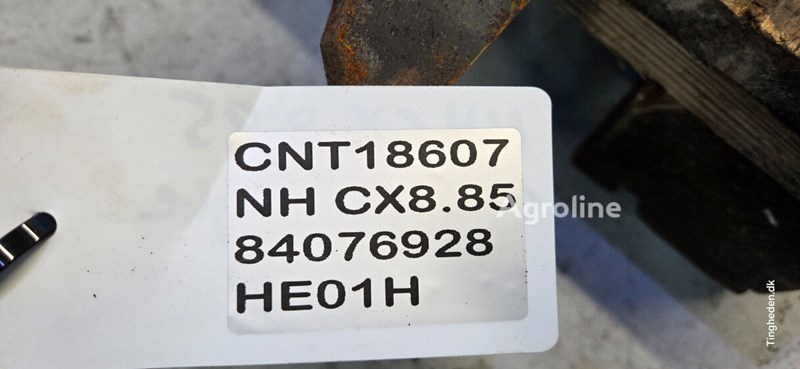 CNT18607
NH CX8.85
84076928
HE01H
Agroline
Tingheden.dk